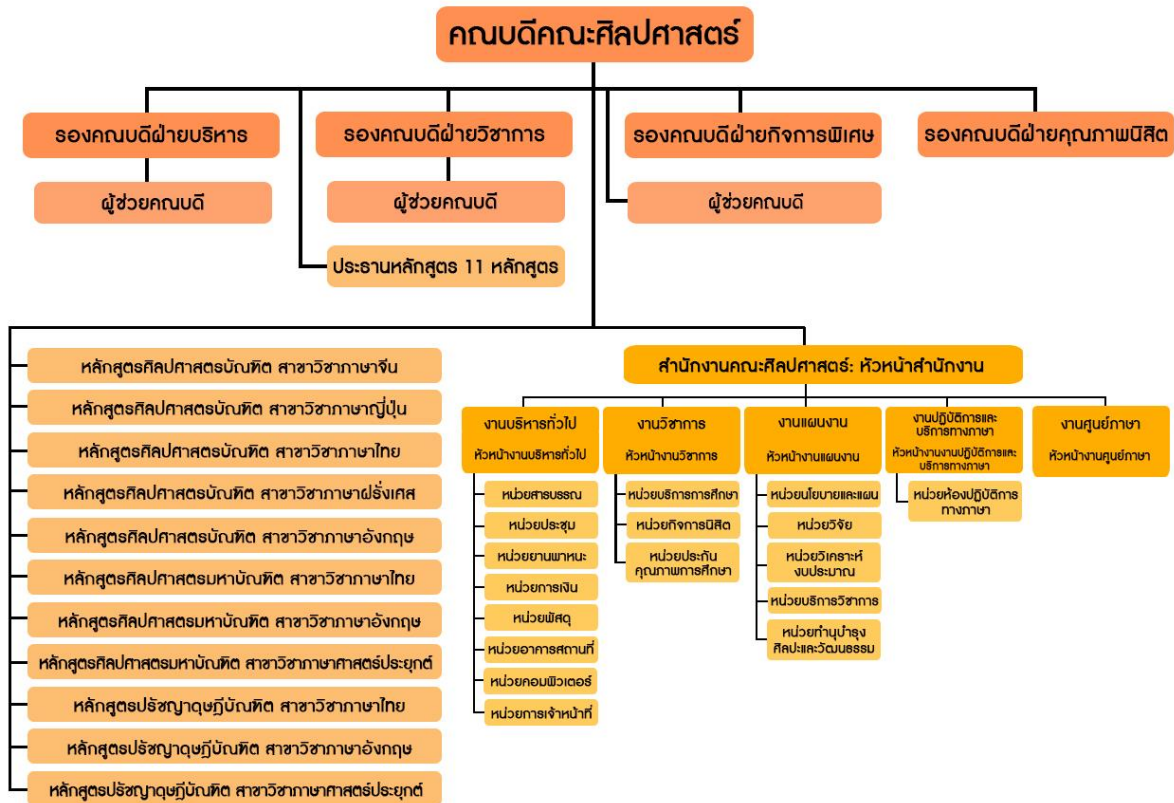 คณบดีคณะศิลปศาสตร์
รองคณบดีฝ่ายบริหาร
รองคณบดีฝ่ายวิชาการ
รองคณบดีฝ่ายกิจการพิเศษ
รองคณบดีฝ่ายคุณภาพนิสิต
ผู้ช่วยคณบดี
ผู้ช่วยคณบดี
ผู้ช่วยคณบดี
ประธานหลักสูตร 11 หลักสูตร
หลักสูตรศิลปศาสตรบัณฑิต สาขาวิชาภาษาจีน
หลักสูตรศิลปศาสตรบัณฑิต สาขาวิชาภาษาญี่ปุ่น
หลักสูตรศิลปศาสตรบัณฑิต สาขาวิชาภาษาไทย
หลักสูตรศิลปศาสตรบัณฑิต สาขาวิชาภาษาฝรั่งเศส
หลักสูตรศิลปศาสตรบัณฑิต สาขาวิชาภาษาอังกฤษ
หลักสูตรศิลปศาสตรมหาบัณฑิต สาขาวิชาภาษาไทย
หลักสูตรศิลปศาสตรมหาบัณฑิต สาขาวิชาภาษาอังกฤษ
หลักสูตรศิลปศาสตรมหาบัณฑิต สาขาวิชาภาษาศาสตร์ประยุกต์
หลักสูตรปรัชญาดุษฎีบัณฑิต สาขาวิชาภาษาไทย
หลักสูตรปรัชญาดุษฎีบัณฑิต สาขาวิชาภาษาอังกฤษ
หลักสูตรปรัชญาดุษฎีบัณฑิต สาขาวิชาภาษาศาสตร์ประยุกต์
สำนักงานคณะศิลปศาสตร์: หัวหน้าสำนักงาน
งานบริหารทั่วไป
หัวหน้างานบริหารทั่วไป
หน่วยสารบรรณ
หน่วยประชุม
หน่วยยานพาหนะ
หน่วยการเงิน
หน่วยพัสดุ
หน่วยอาคารสถานที่
หน่วยคอมพิวเตอร์
หน่วยการเจ้าหน้าที่
งานวิชาการ
หัวหน้างานวิชาการ
หน่วยบริการการศึกษา
หน่วยกิจการนิสิต
หน่วยประกัน
คุณภาพการศึกษา
งานแผนงาน
หัวหน้างานแผนงาน
หน่วยนโยบายและแผน
หน่วยวิจัย
หน่วยวิเคราะห์
งบประมาณ
หน่วยบริการวิชาการ
หน่วยทำนุบำรุง
ศิลปะและวัฒนธรรม
งานปฏิบัติการและ
บริการทางภาษา
หัวหน้างานงานปฏิบัติการและ
บริการทางภาษา
หน่วยห้องปฏิบัติการ
ทางภาษา
งานศูนย์ภาษา
หัวหน้างานศูนย์ภาษา